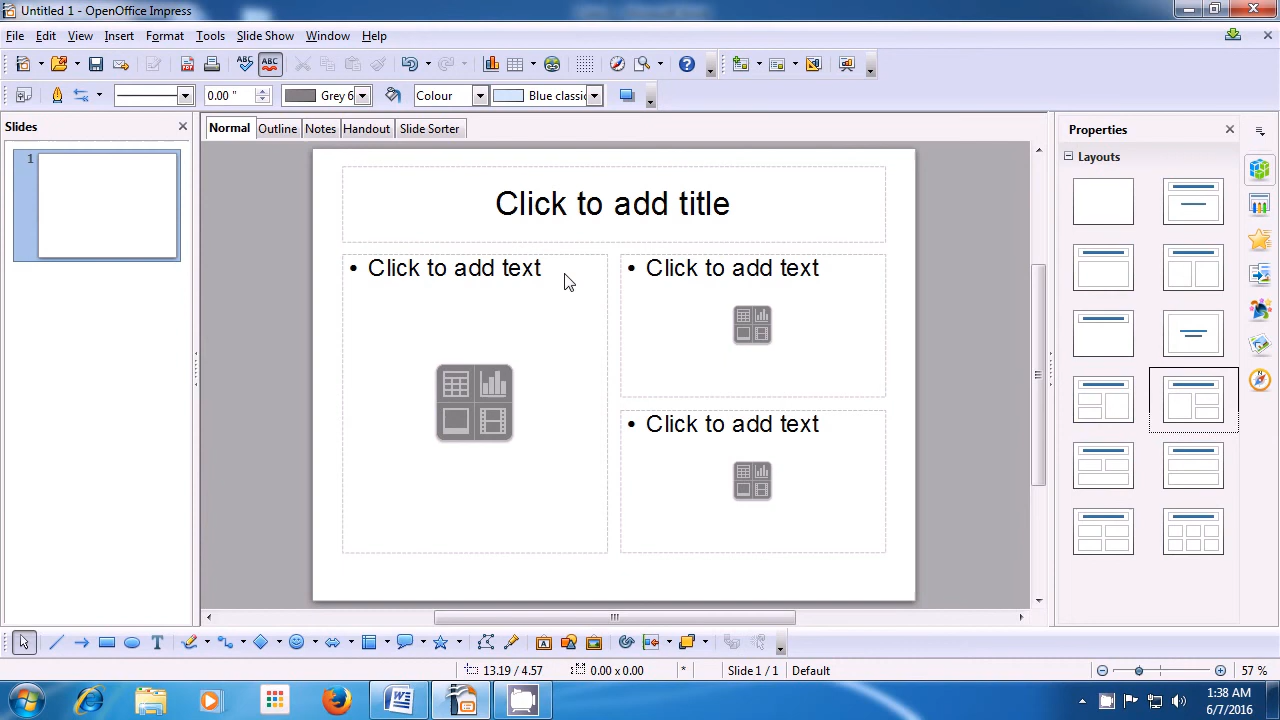 Untitled 1 - OpenOffice Impress
File Edit View Insert Format Tools Slide Show Window Help
0.00 " Grey 6 Colour Blue classic
Slides
Normal Outline Notes Handout Slide Sorter
Properties
Layouts
1
Click to add title
• Click to add text
• Click to add text
• Click to add text
13.19 / 4.57 0.00 x 0.00 * Slide 1 / 1 Default 57 %
1:38 AM
6/7/2016